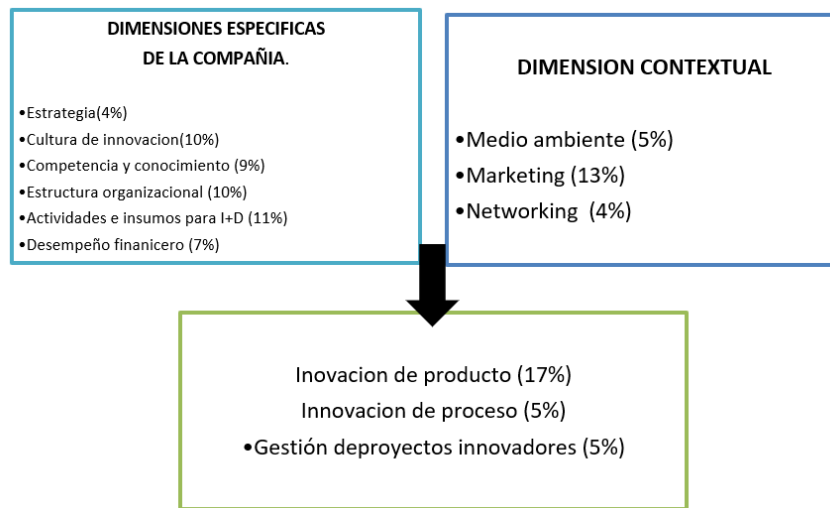 DIMENSIONES ESPECIFICAS
DE LA COMPAÑIA.
•Estrategia(4%)
•Cultura de innovacion(10%)
•Competencia y conocimiento (9%)
•Estructura organizacional (10%)
•Actividades e insumos para I+D (11%)
•Desempeño finanicero (7%)
DIMENSION CONTEXTUAL
•Medio ambiente (5%)
•Marketing (13%)
•Networking (4%)
Inovacion de producto (17%)
Innovacion de proceso (5%)
•Gestión deproyectos innovadores (5%)